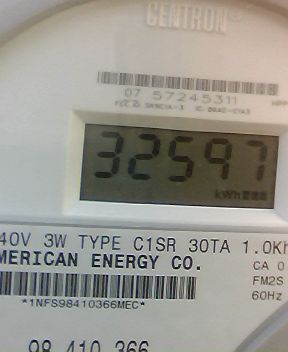 CENTRON
07 57245311
32597
kWh
40V 3W TYPE C1SR 30TA 1.0Kh
MERICAN ENERGY CO.
CA 0
FM2S
60Hz
*1NFS98410366MEC*
98 410 366